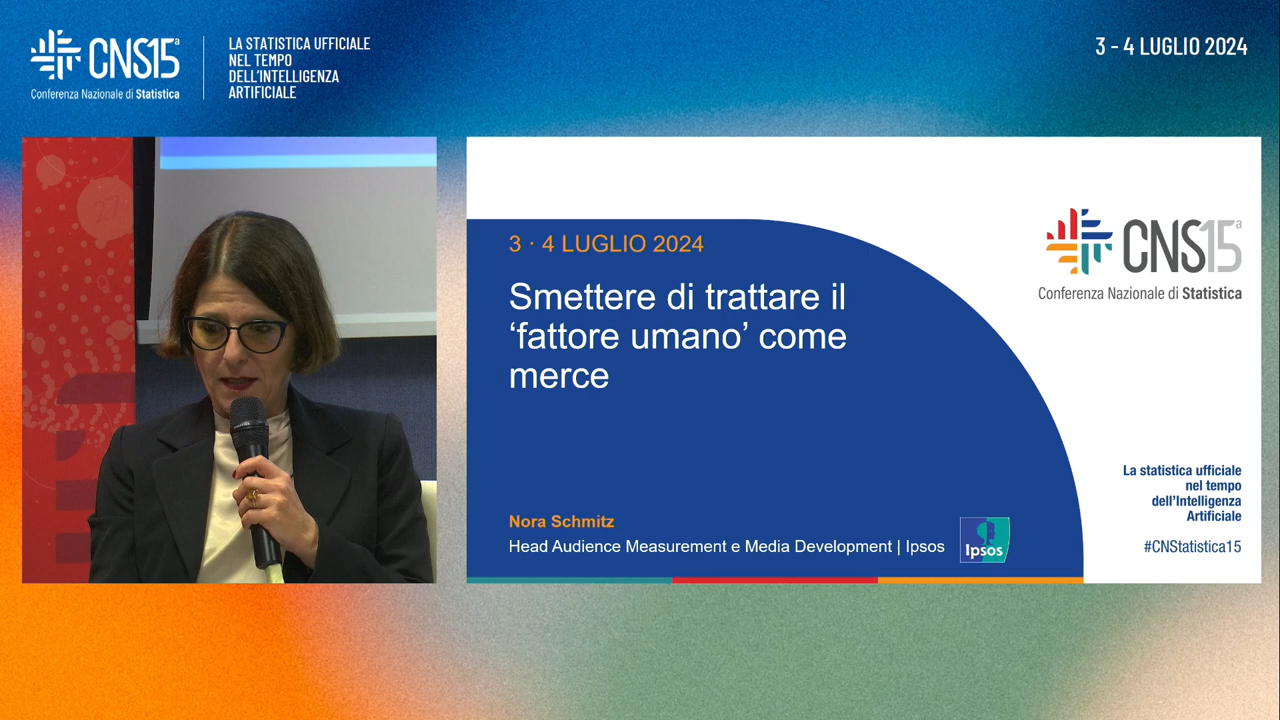 CNS15ª
Conferenza Nazionale di Statistica
LA STATISTICA UFFICIALE
NEL TEMPO
DELL'INTELLIGENZA
ARTIFICIALE
3 - 4 LUGLIO 2024
27
3 · 4 LUGLIO 2024
Smettere di trattare il
‘fattore umano’ come
merce
Nora Schmitz
Head Audience Measurement e Media Development | Ipsos
Ipsos
CNS15ª
Conferenza Nazionale di Statistica
La statistica ufficiale
nel tempo
dell’Intelligenza
Artificiale
#CNStatistica15